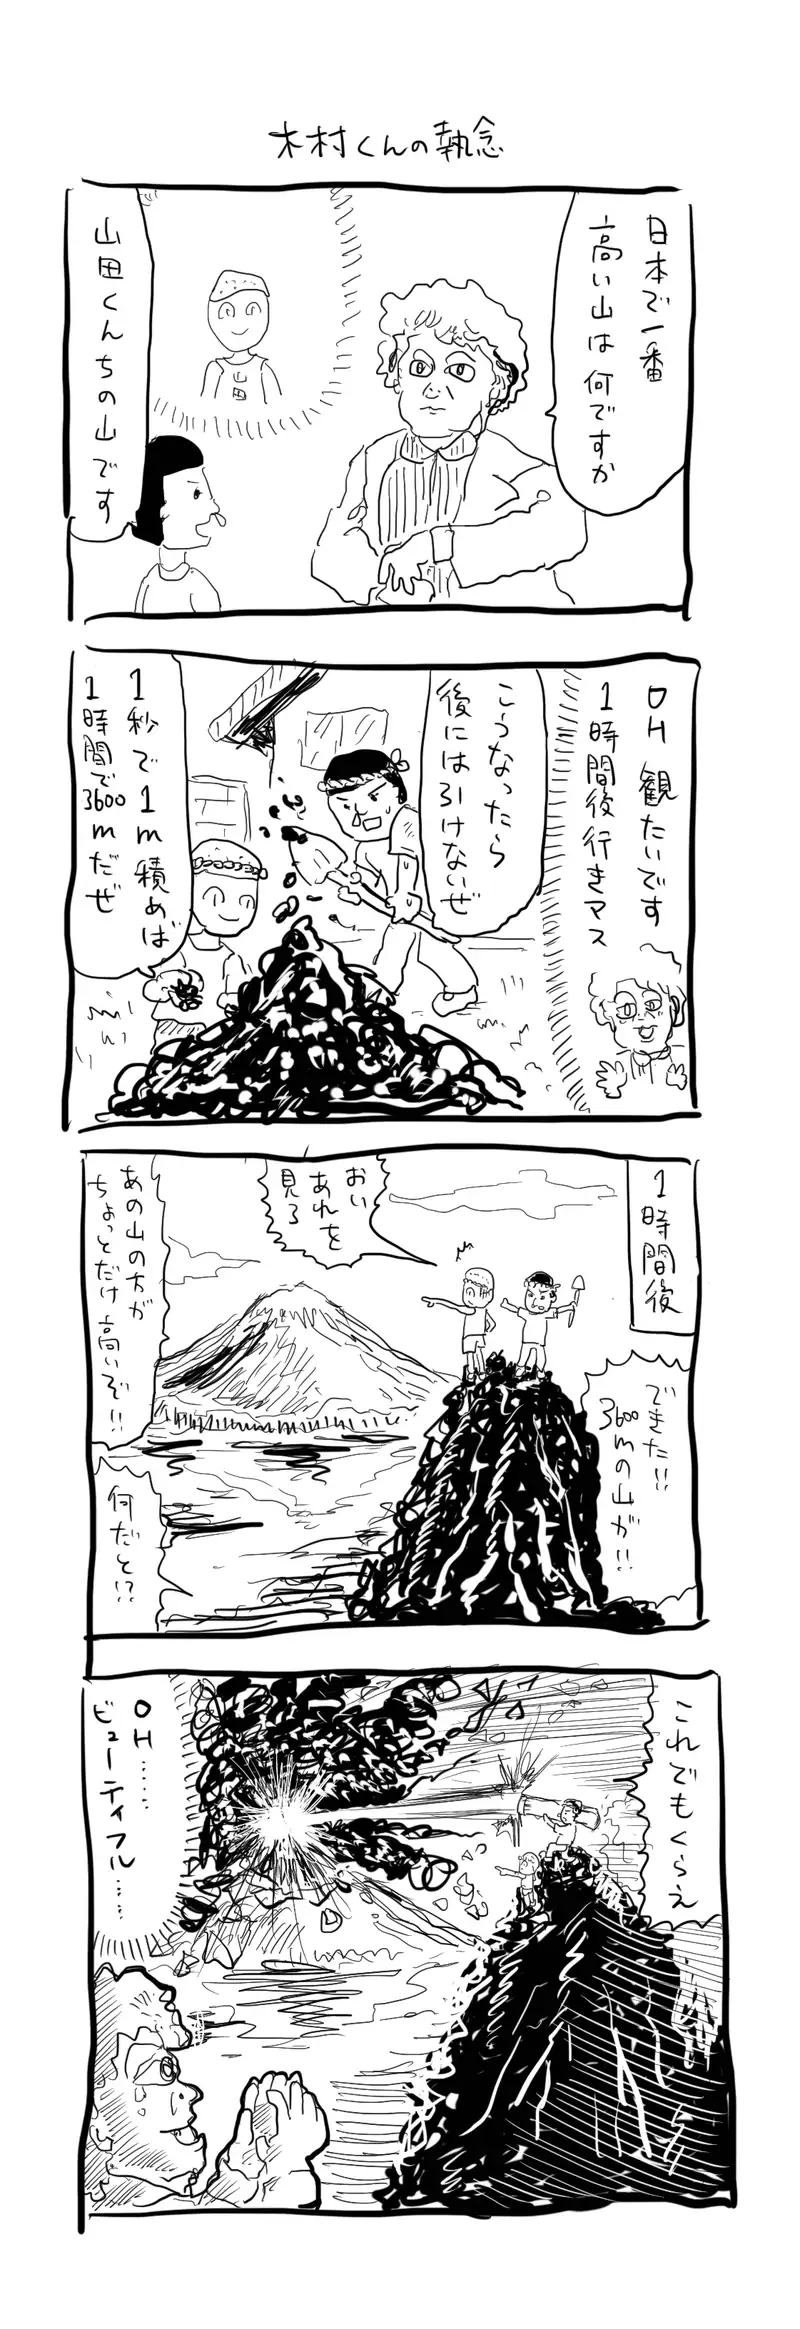 木村くんの執念
日本で一番
高い山は何ですか
山田くんちの山です
山田
OH 観たいです
1時間後行きマス
こうなったら
後には引けないぜ
1秒で1m積めば
1時間で3600mだぜ
1時間後
できた!!
3600mの山が!!
おい
あれを
見ろ
あの山の方が
ちょっとだけ高いぞ!!
何だと!?
これでもくらえ
OH……
ビューティフル……